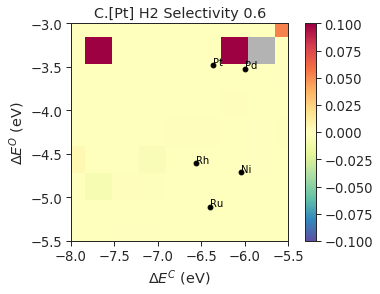 C.[Pt] H2 Selectivity 0.6
ΔE^O (eV)
−3.0
−3.5
−4.0
−4.5
−5.0
−5.5
Pt
Pd
Rh
Ni
Ru
−8.0 −7.5 −7.0 −6.5 −6.0 −5.5
ΔE^C (eV)
0.100
0.075
0.050
0.025
0.000
−0.025
−0.050
−0.075
−0.100